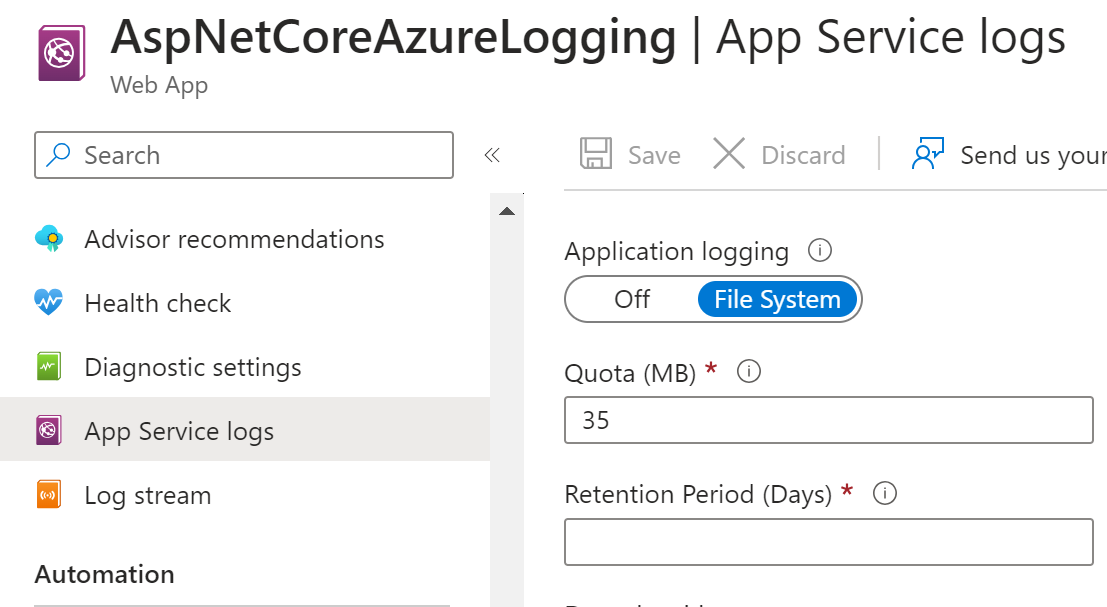 AspNetCoreAzureLogging | App Service logs
Web App
Search
«
Save
Discard
Send us your
Advisor recommendations
Health check
Diagnostic settings
App Service logs
Log stream
Automation
Application logging
Off
File System
Quota (MB) *
35
Retention Period (Days) *